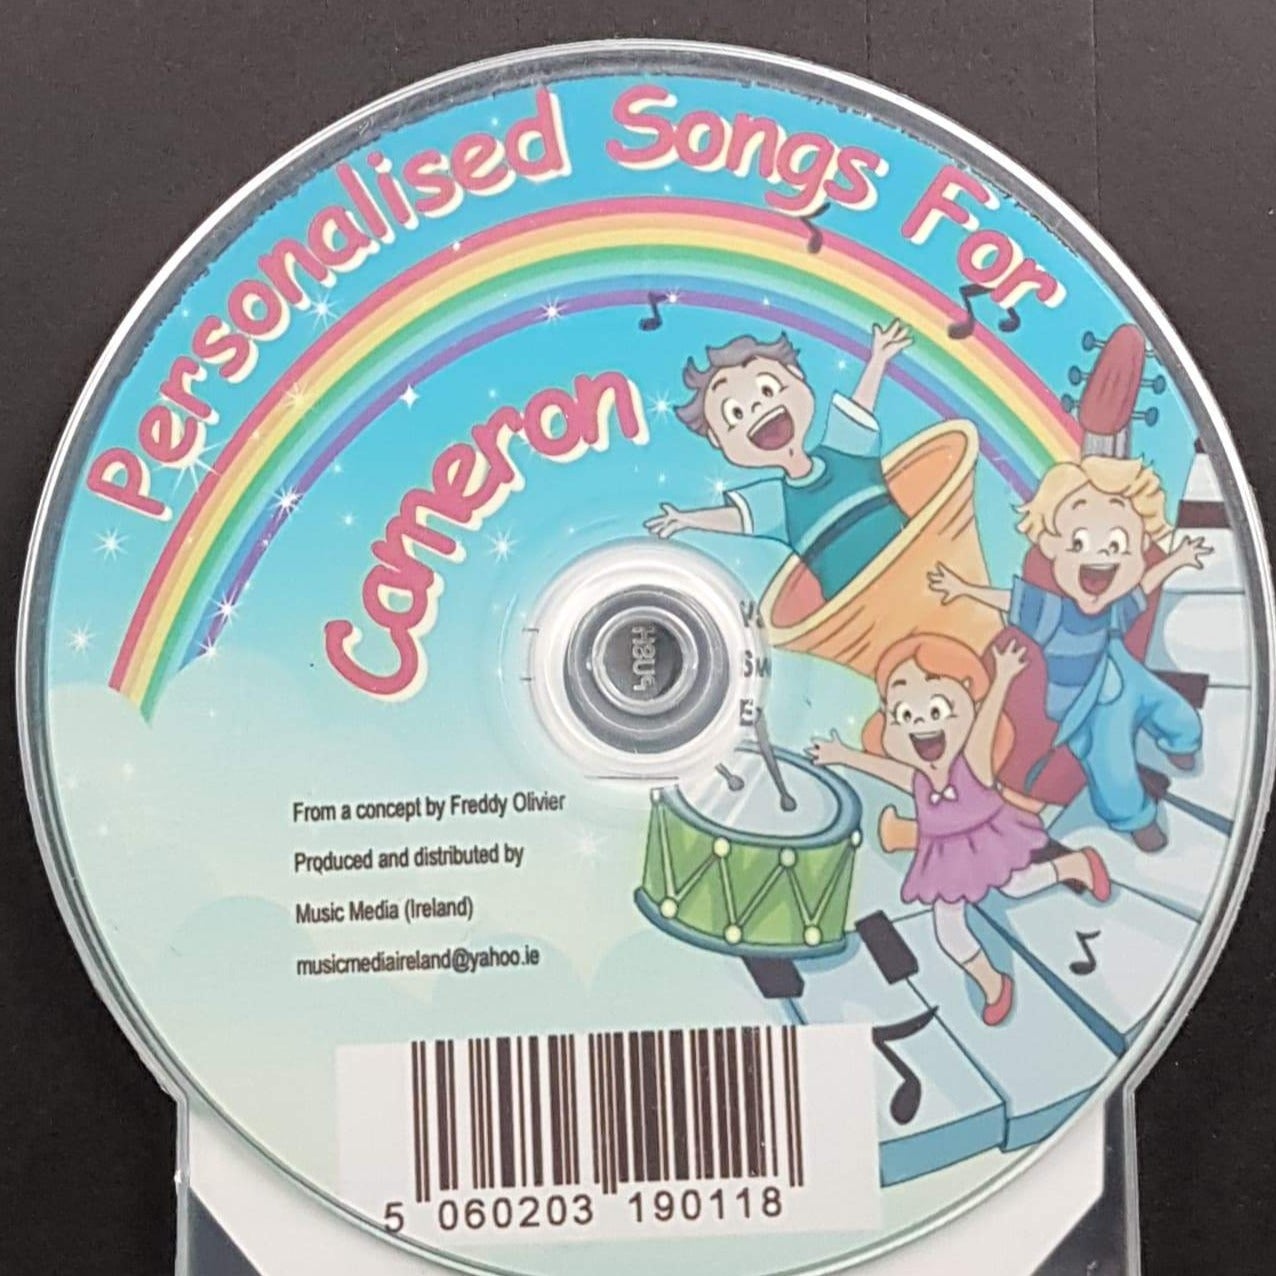 Personalised Songs For
Cameron
From a concept by Freddy Olivier
Produced and distributed by
Music Media (Ireland)
musicmediaireland@yahoo.ie
5 060203 190118